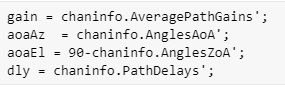 gain = chaninfo.AveragePathGains';
aoaAz  = chaninfo.AnglesAoA';
aoaEl = 90-chaninfo.AnglesZoA';
dly = chaninfo.PathDelays';